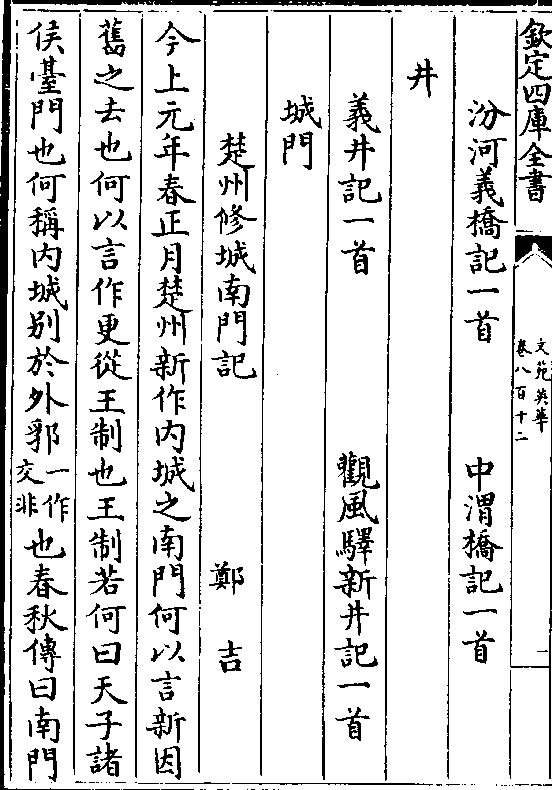 欽定四庫全書
文苑英華
卷八百十二
一
汾河義橋記一首 中渭橋記一首
井
義井記一首 觀風驛新井記一首
城門
楚州修城南門記 鄭吉
今上元年春正月楚州新作内城之南門何以言新因
舊之去也何以言作更從王制也王制若何曰天子諸
侯臺門也何稱内城别於外郛一作交非也春秋傳曰南門